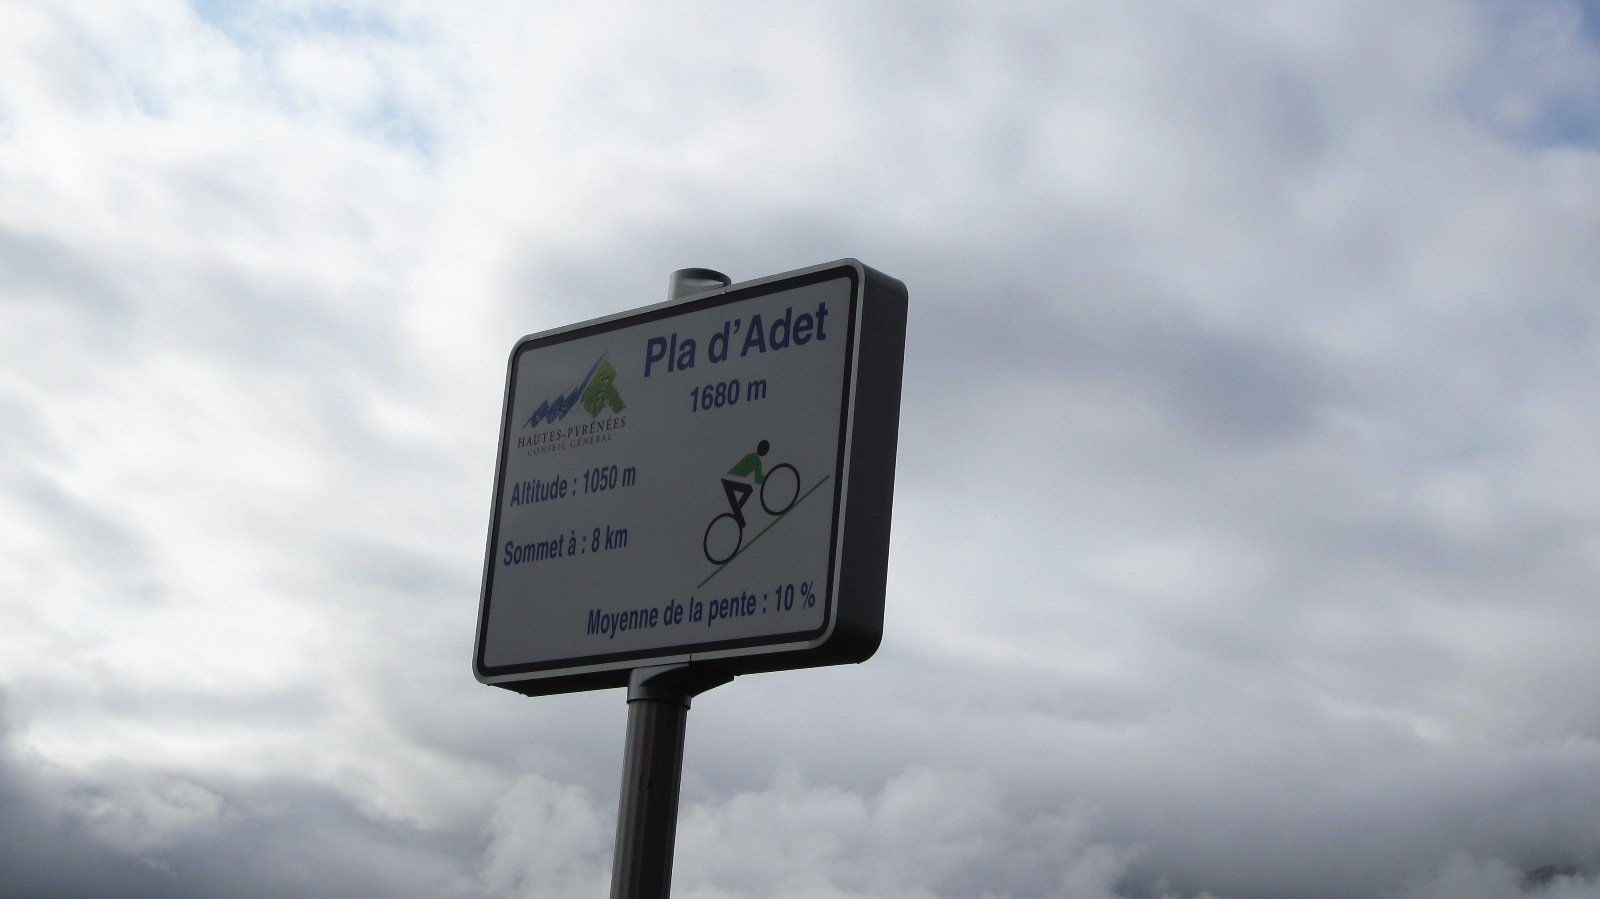 Pla d'Adet
1680 m
HAUTES-PYRÉNÉES
CONSEIL GÉNÉRAL
Altitude : 1050 m
Sommet à : 8 km
Moyenne de la pente : 10 %